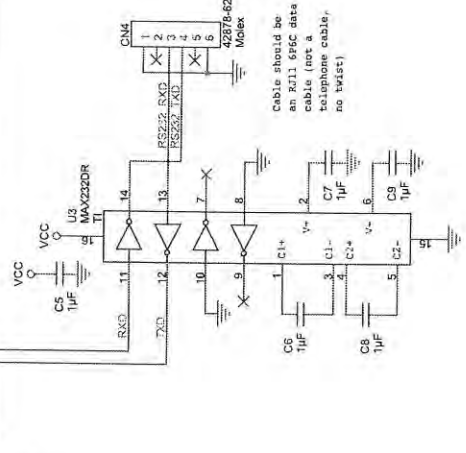 CN4
1
2
3
4
5
6
42878-62
Molex
RS232_RXD
RS232_TXD
Cable should be
an RJ11 6P6C data
cable (not a
telephone cable,
no twist)
VCC
C5
1µF
VCC
U3
MAX232DR
TI
16
RXD
11
14
TXD
12
13
10
7
9
8
1
C1+
C6
1µF
3
C1-
4
C2+
C8
1µF
5
C2-
2
V+
C7
1µF
6
V-
C9
1µF
15